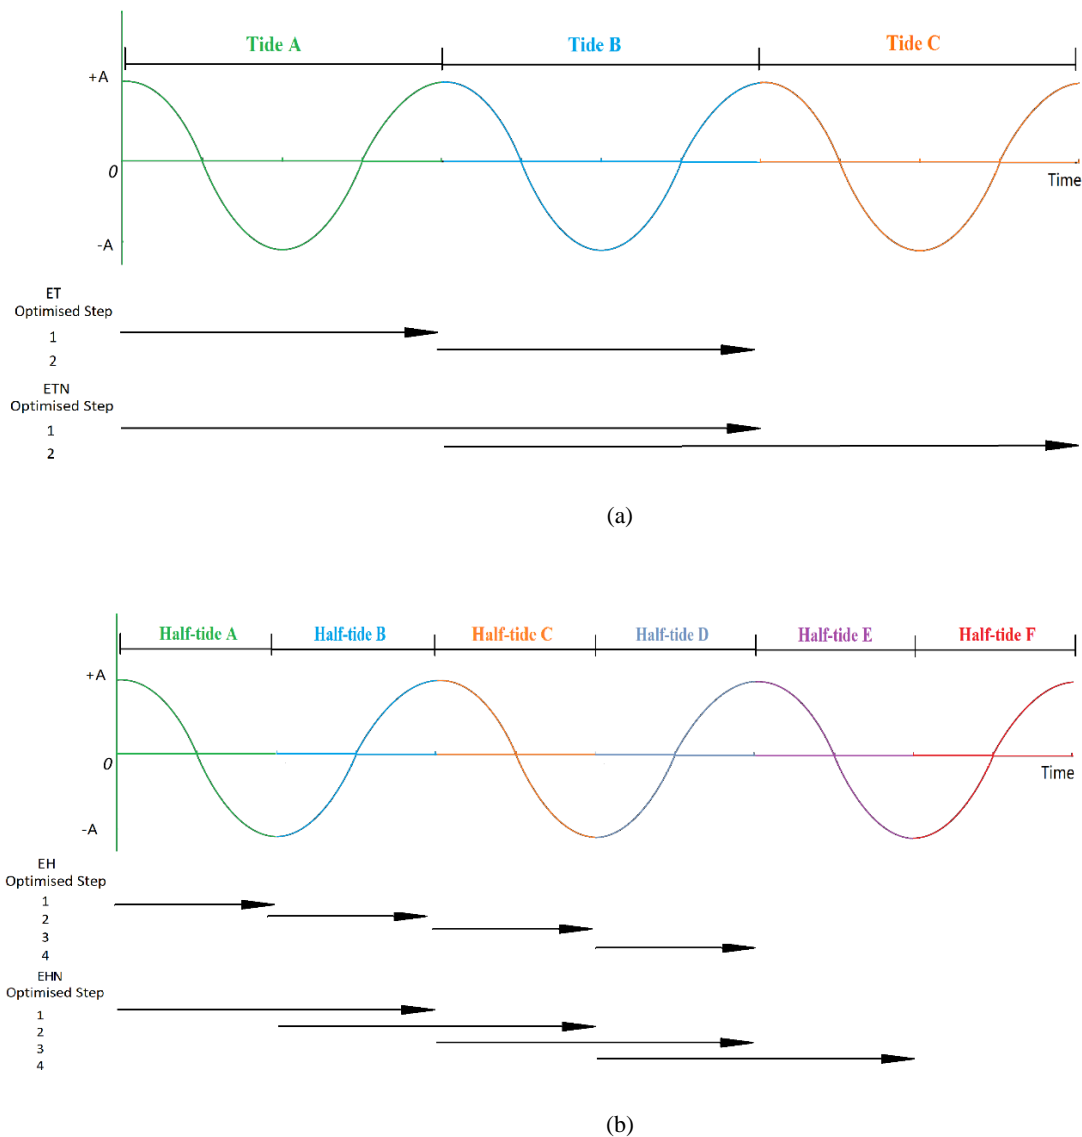 Tide A Tide B Tide C
+A
0
Time
-A
ET
Optimised Step
1
2
ETN
Optimised Step
1
2
(a)
Half-tide A Half-tide B Half-tide C Half-tide D Half-tide E Half-tide F
+A
0
Time
-A
EH
Optimised Step
1
2
3
4
EHN
Optimised Step
1
2
3
4
(b)